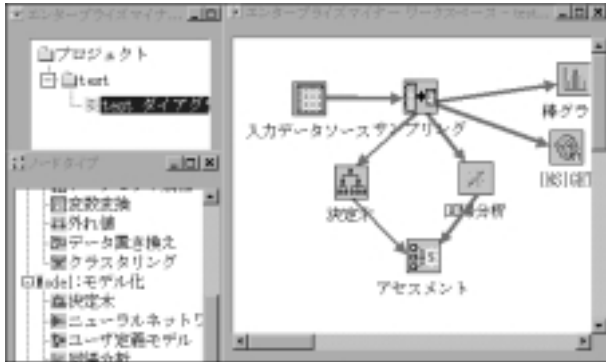 エンタープライズマイナ...
プロジェクト
test
test ダイアグ
ノードタイプ
変数変換
外れ値
データ置き換え
クラスタリング
Model:モデル化
決定木
ニューラルネットワ
ユーザ定義モデル
回帰分析
エンタープライズマイナー ワークスペース - test...
入力データソース
サンプリング
棒グラ
INSIGHT
決定木
回帰分析
アセスメント